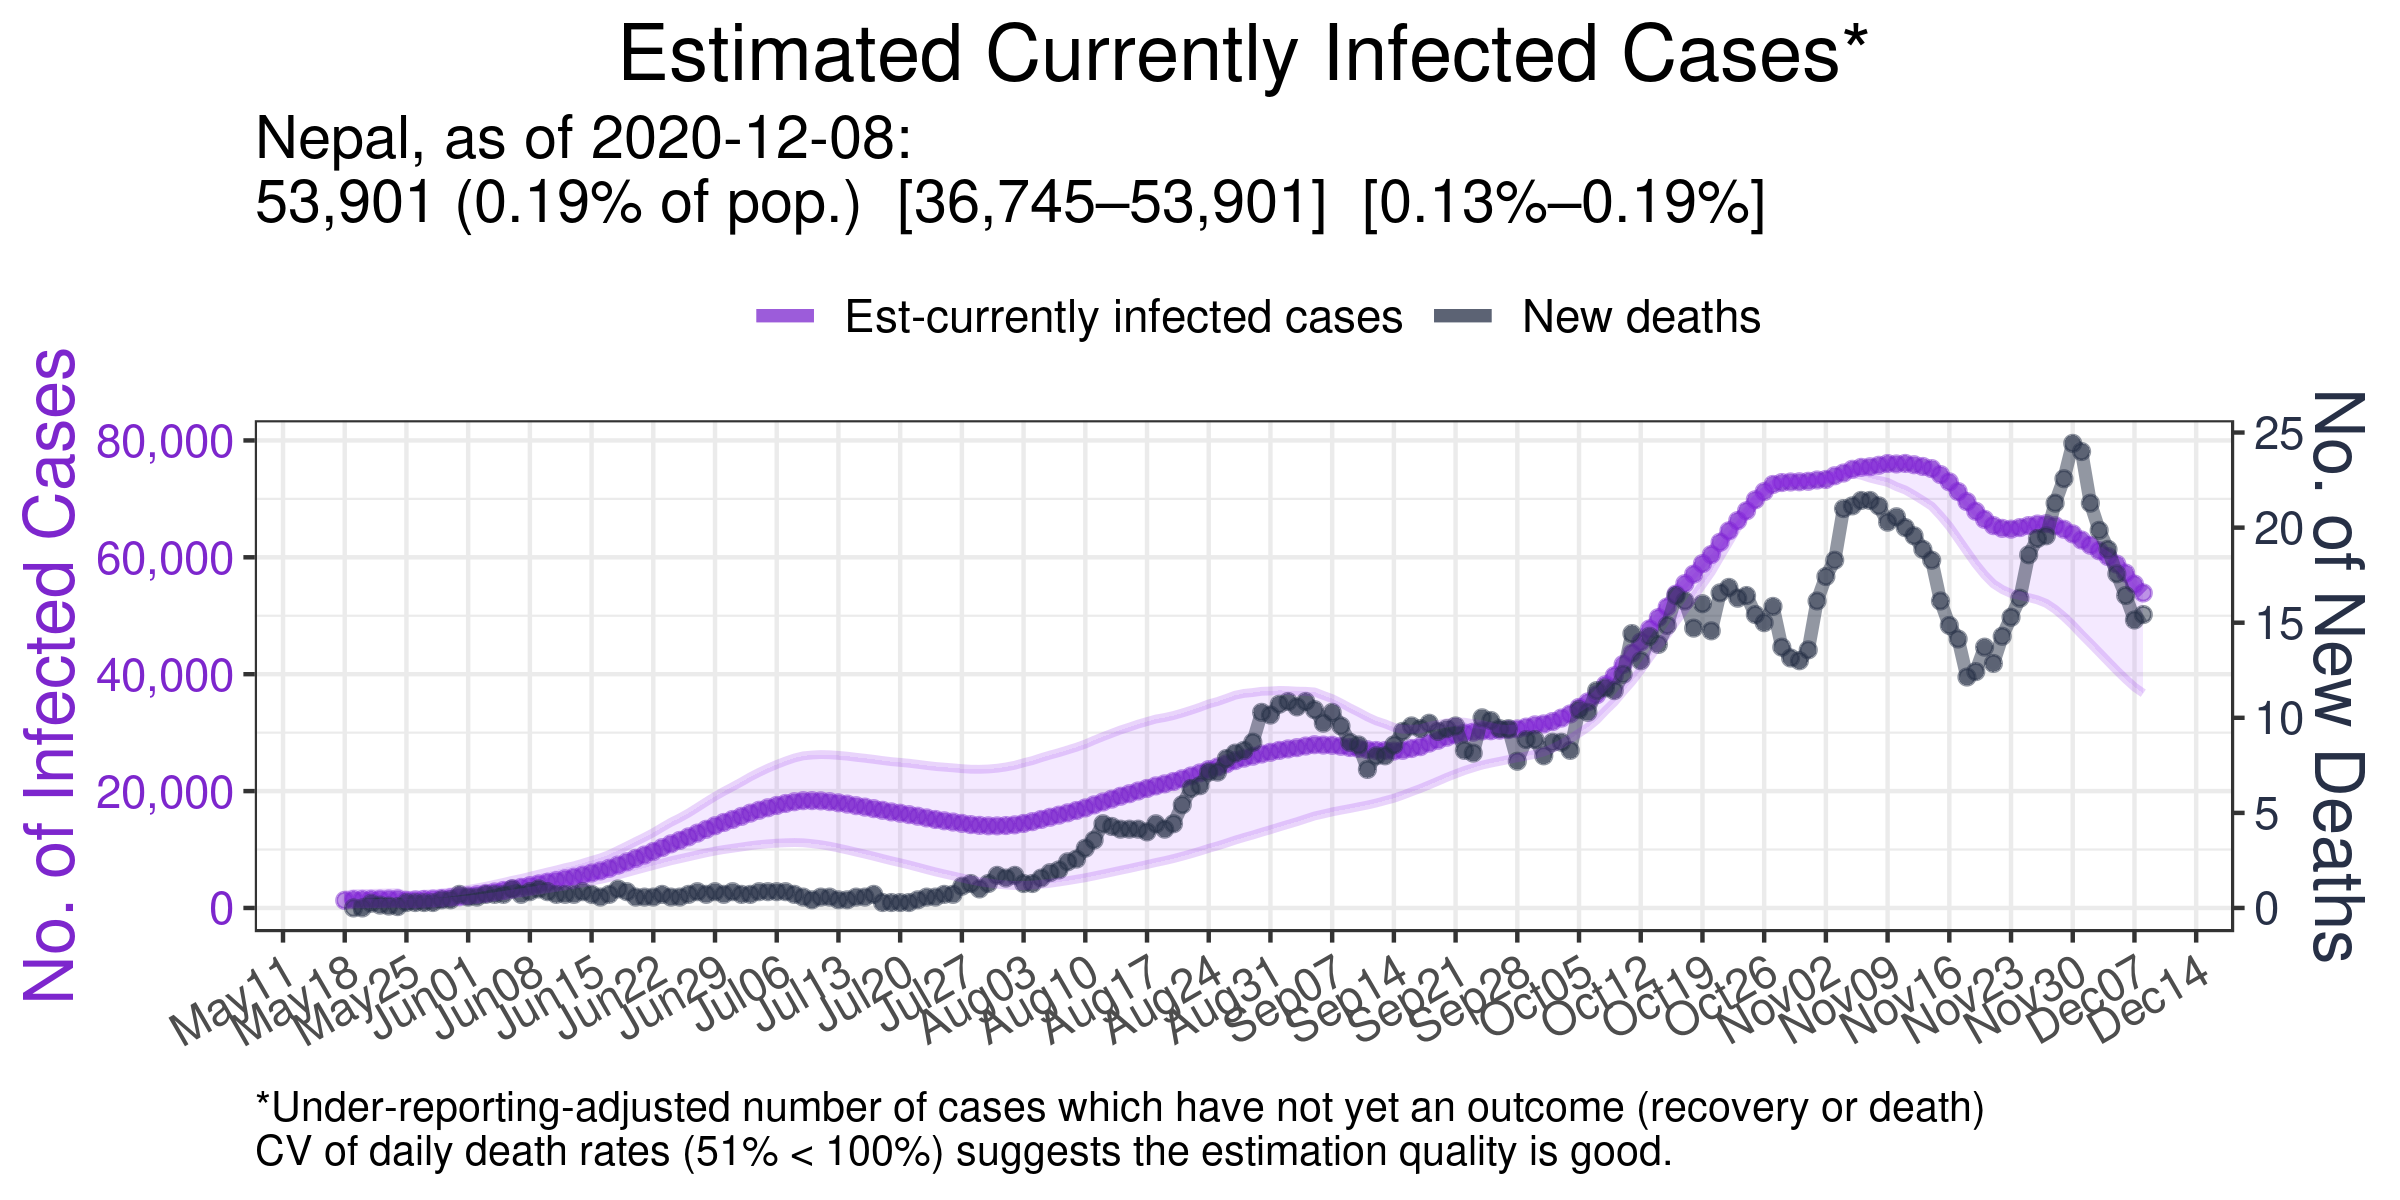 Estimated Currently Infected Cases*
Nepal, as of 2020-12-08:
53,901 (0.19% of pop.) [36,745–53,901] [0.13%–0.19%]
Est-currently infected cases
New deaths
No. of Infected Cases
80,000
60,000
40,000
20,000
0
25
20
15
10
5
0
No. of New Deaths
May11
May18
May25
Jun01
Jun08
Jun15
Jun22
Jun29
Jul06
Jul13
Jul20
Jul27
Aug03
Aug10
Aug17
Aug24
Aug31
Sep07
Sep14
Sep21
Sep28
Oct05
Oct12
Oct19
Oct26
Nov02
Nov09
Nov16
Nov23
Nov30
Dec07
Dec14
*Under-reporting-adjusted number of cases which have not yet an outcome (recovery or death)
CV of daily death rates (51% < 100%) suggests the estimation quality is good.